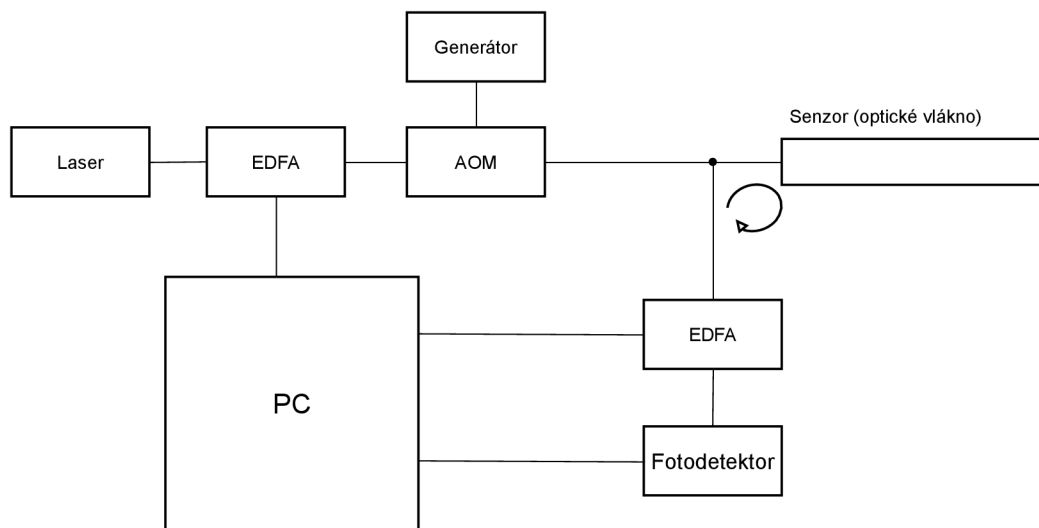 Generátor
Senzor (optické vlákno)
Laser
EDFA
AOM
EDFA
PC
Fotodetektor